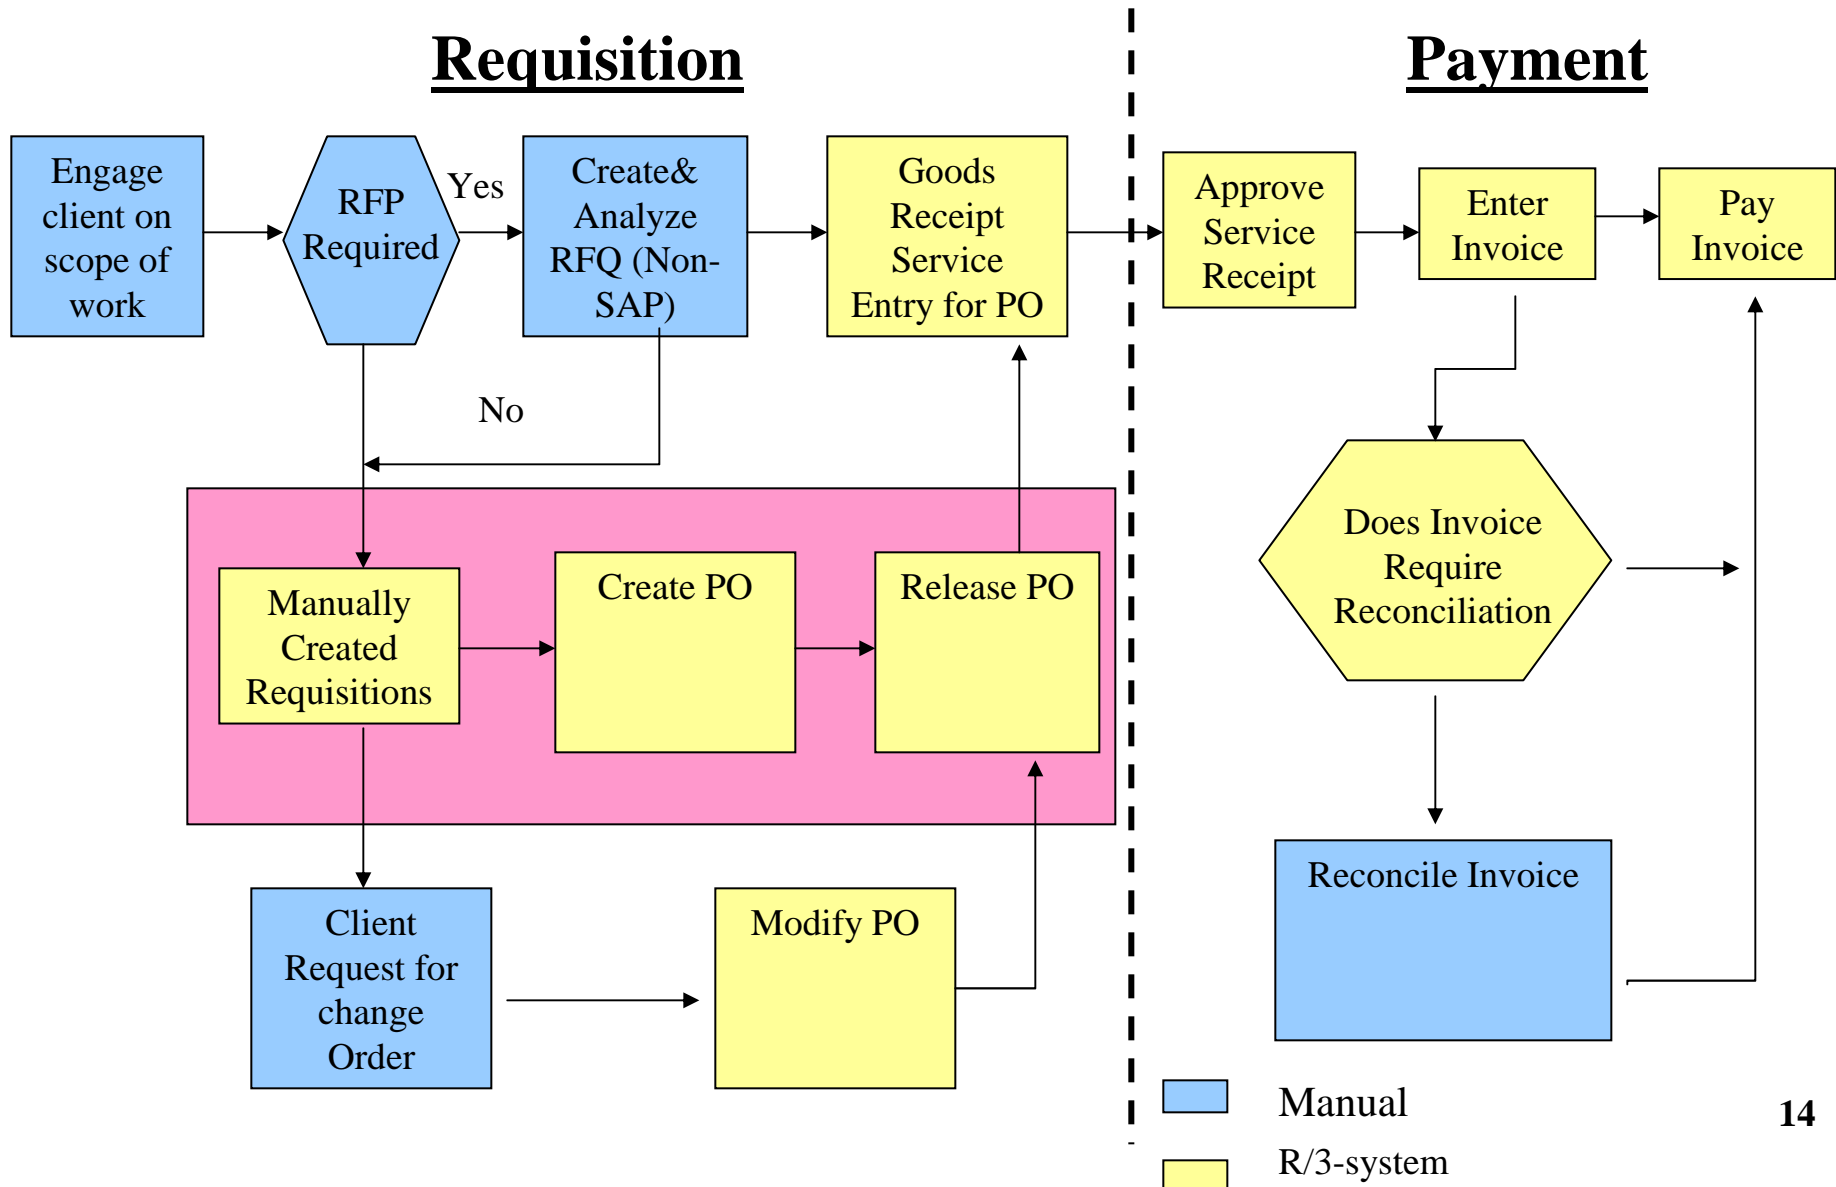 Requisition
Payment
Engage
client on
scope of
work
RFP
Required
Yes
Create&
Analyze
RFQ (Non-
SAP)
Goods
Receipt
Service
Entry for PO
Approve
Service
Receipt
Enter
Invoice
Pay
Invoice
No
Manually
Created
Requisitions
Create PO
Release PO
Does Invoice
Require
Reconciliation
Client
Request for
change
Order
Modify PO
Reconcile Invoice
Manual
R/3-system
14